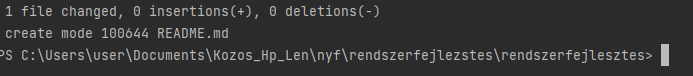 1 file changed, 0 insertions(+), 0 deletions(-)
create mode 100644 README.md
PS C:\Users\user\Documents\Kozos_Hp_Len\nyf\rendszerfejlezstes\rendszerfejlesztes>